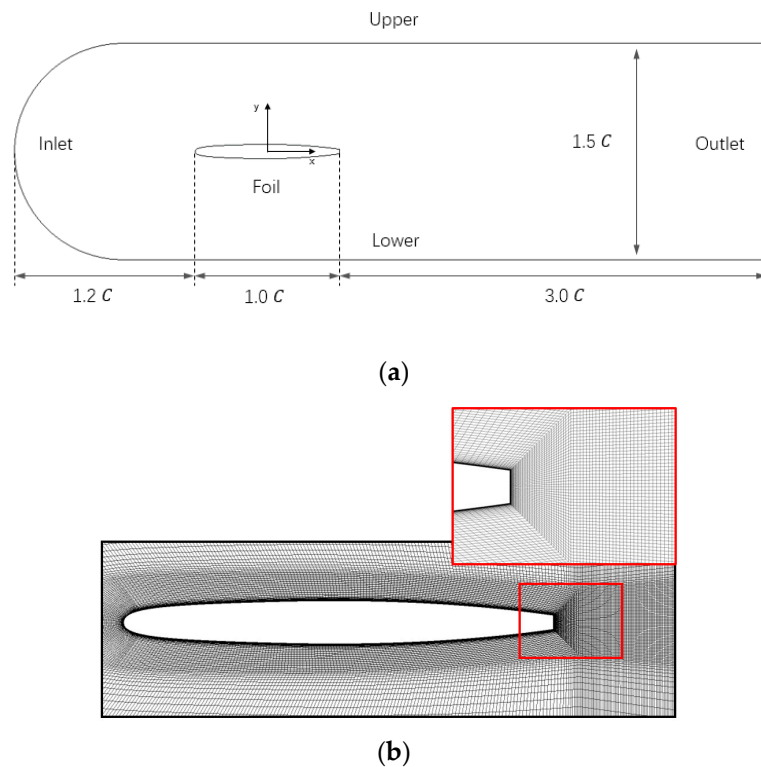 Upper
y
Inlet
x
1.5 C
Outlet
Foil
Lower
1.2 C
1.0 C
3.0 C
(a)
(b)